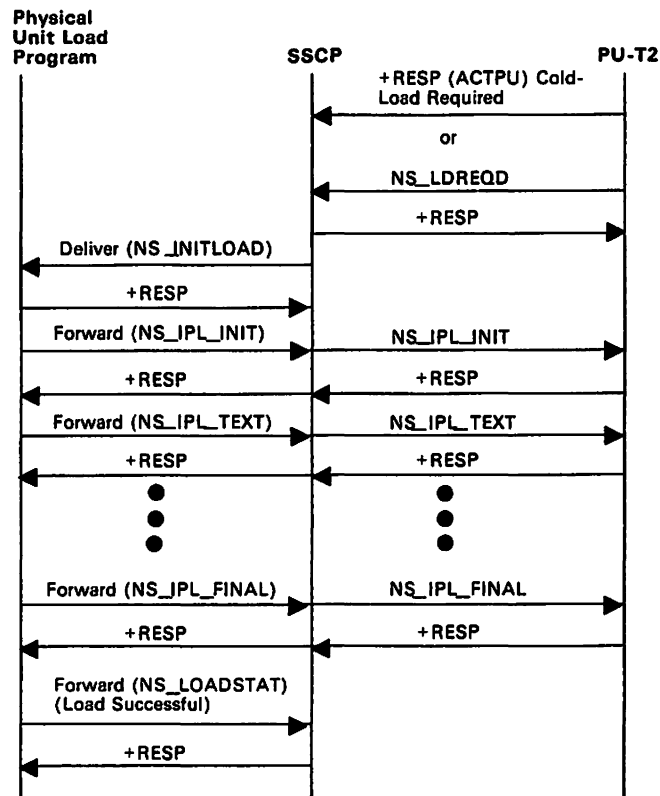 Physical
Unit Load
Program
SSCP
PU-T2
+RESP (ACTPU) Cold-
Load Required
or
NS_LDREQD
+RESP
Deliver (NS_INITLOAD)
+RESP
Forward (NS_IPL_INIT)
NS_IPL_INIT
+RESP
+RESP
Forward (NS_IPL_TEXT)
NS_IPL_TEXT
+RESP
+RESP
Forward (NS_IPL_FINAL)
NS_IPL_FINAL
+RESP
+RESP
Forward (NS_LOADSTAT)
(Load Successful)
+RESP